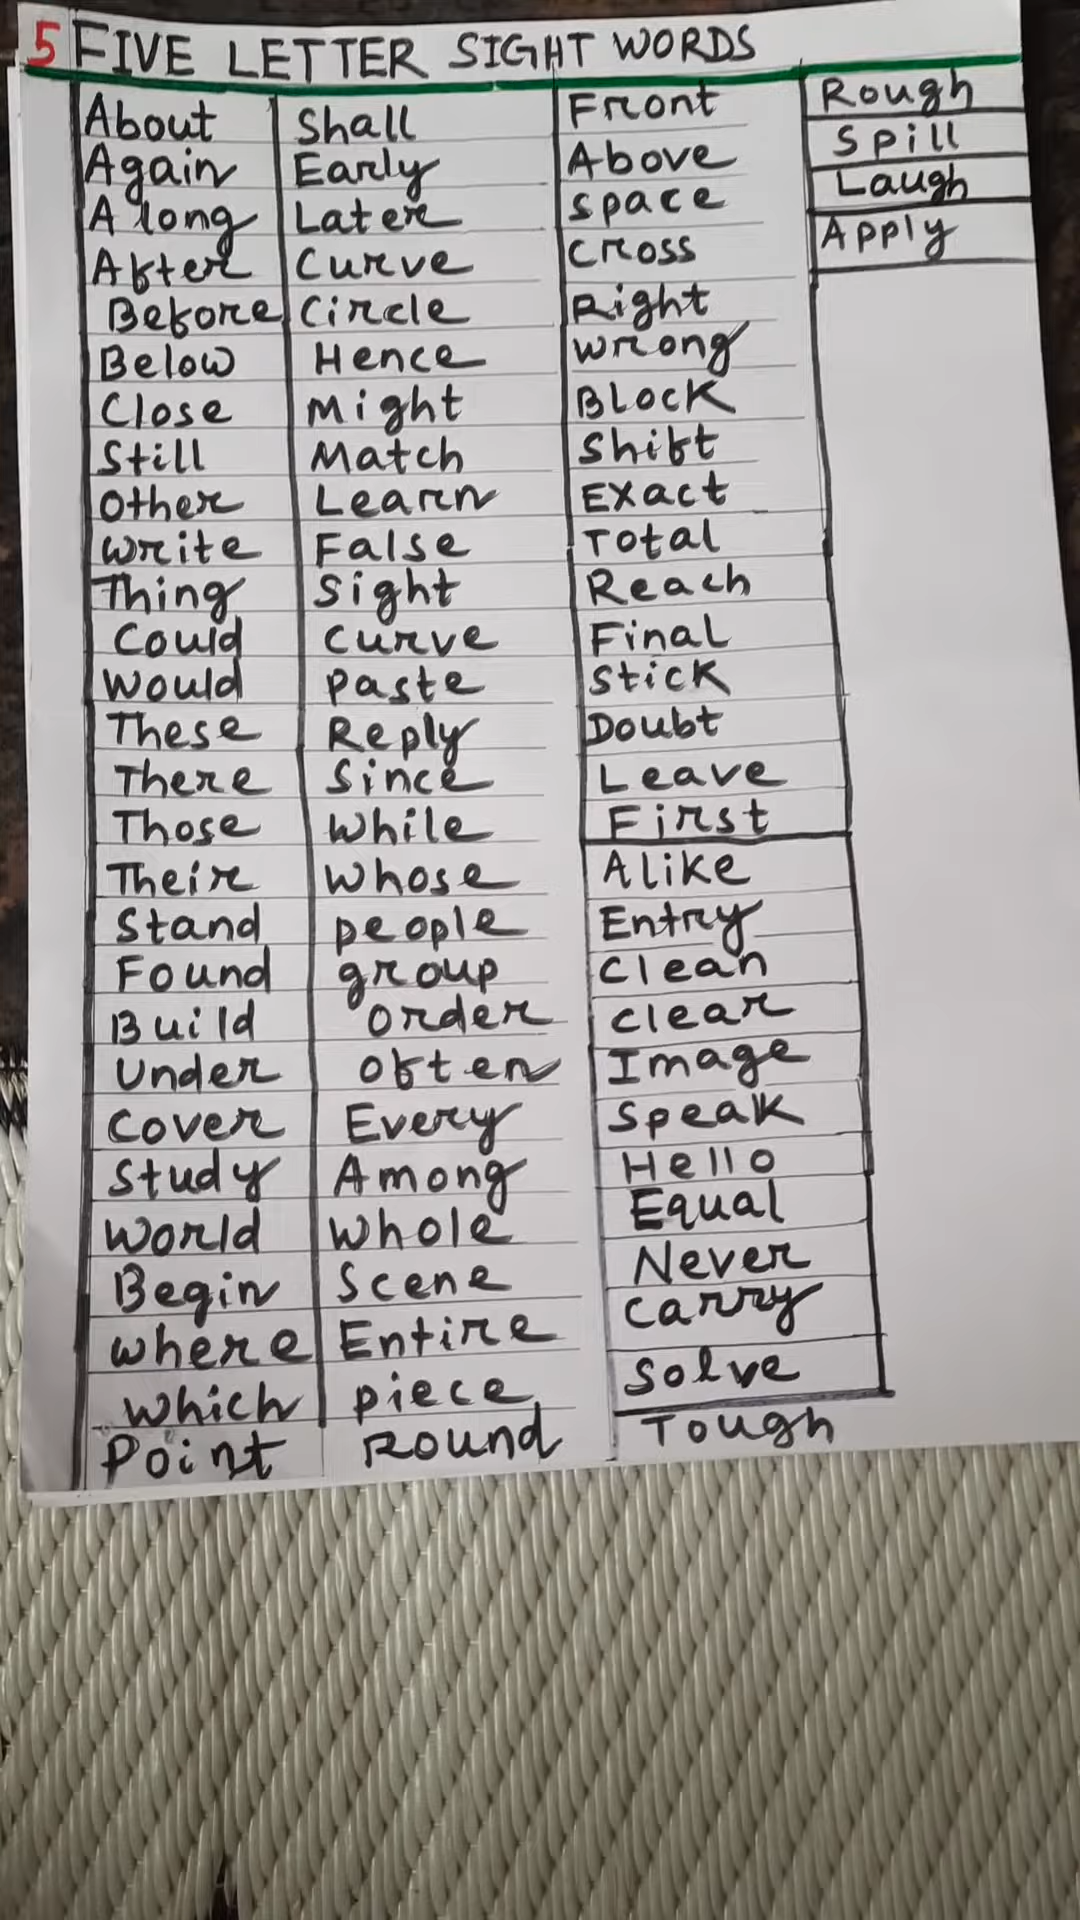 5 FIVE LETTER SIGHT WORDS
About
Again
Along
After
Before
Below
Close
Still
Other
Write
Thing
Could
Would
These
There
Those
Their
Stand
Found
Build
Under
Cover
Study
World
Begin
Where
Which
Point
Shall
Early
Later
Curve
Circle
Hence
Might
Match
Learn
False
Sight
Curve
Paste
Reply
Since
While
Whose
People
group
order
often
Every
Among
Whole
Scene
Entire
piece
Round
Front
Above
space
Cross
Right
Wrong
Block
Shift
Exact
Total
Reach
Final
Stick
Doubt
Leave
First
Alike
Entry
Clean
Clear
Image
Speak
Hello
Equal
Never
Carry
Solve
Tough
Rough
Spill
Laugh
Apply